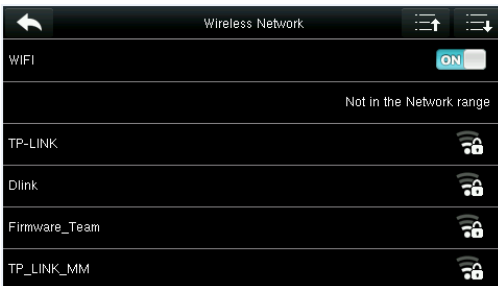 Wireless Network
WIFI
ON
Not in the Network range
TP-LINK
Dlink
Firmware_Team
TP_LINK_MM